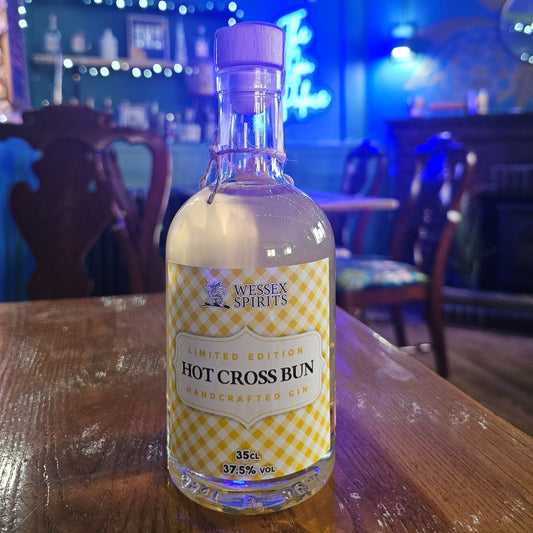 WESSEX
SPIRITS
LIMITED EDITION
HOT CROSS BUN
HANDCRAFTED GIN
35CL
37.5% VOL